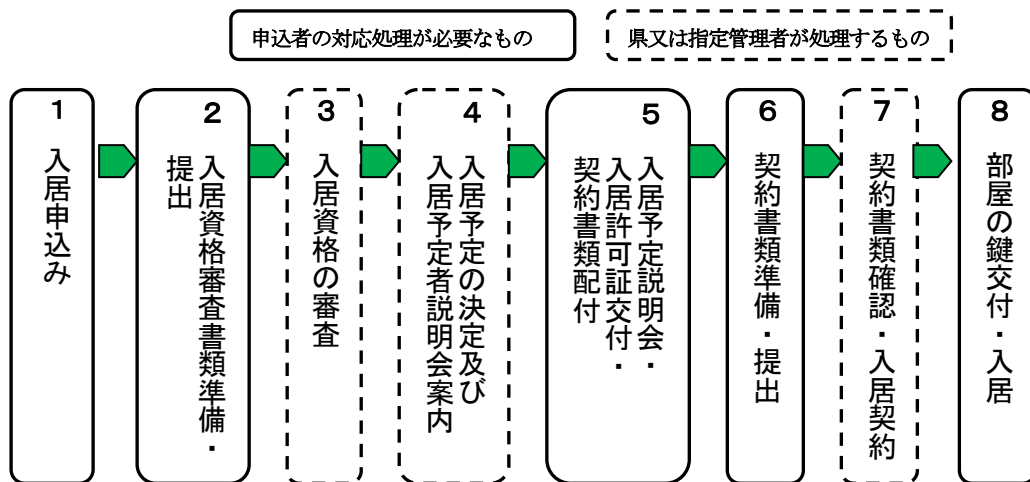 申込者の対応処理が必要なもの
県又は指定管理者が処理するもの
1
入居申込み
2
入居資格審査書類準備・
提出
3
入居資格の審査
4
入居予定の決定及び
入居予定者説明会案内
5
入居予定説明会・
入居許可証交付・
契約書類配付
6
契約書類準備・提出
7
契約書類確認・入居契約
8
部屋の鍵交付・入居